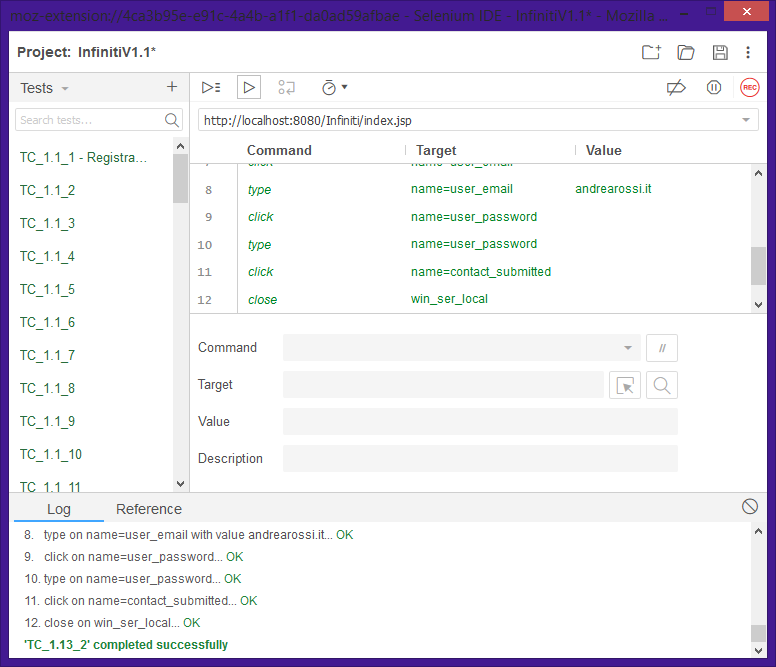 moz-extension://4ca3b95e-e91c-4a4b-a1f1-da0ad59afbae - Selenium IDE - InfinitiV1.1* - Mozilla ...
Project: InfinitiV1.1*
Tests
Search tests...
TC_1.1_1 - Registra...
TC_1.1_2
TC_1.1_3
TC_1.1_4
TC_1.1_5
TC_1.1_6
TC_1.1_7
TC_1.1_8
TC_1.1_9
TC_1.1_10
TC_1.1_11
REC
http://localhost:8080/Infiniti/index.jsp
Command Target Value
7 click name=user_email
8 type name=user_email andrearossi.it
9 click name=user_password
10 type name=user_password
11 click name=contact_submitted
12 close win_ser_local
Command //
Target
Value
Description
Log Reference
8. type on name=user_email with value andrearossi.it... OK
9. click on name=user_password... OK
10. type on name=user_password... OK
11. click on name=contact_submitted... OK
12. close on win_ser_local... OK
'TC_1.13_2' completed successfully